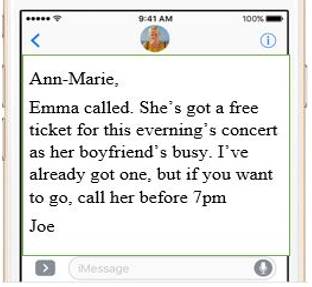 9:41 AM
100%
Ann-Marie,
Emma called. She's got a free
ticket for this everning's concert
as her boyfriend's busy. I've
already got one, but if you want
to go, call her before 7pm
Joe
iMessage